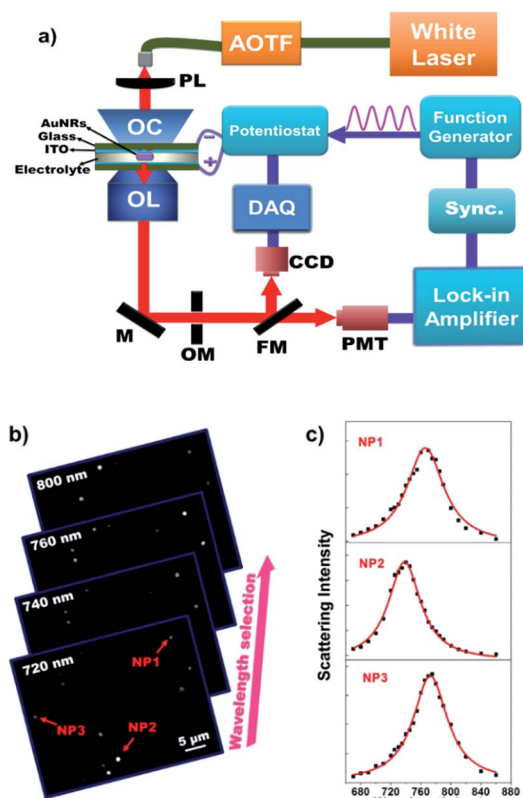 a)
AOTF
White
Laser
PL
AuNRs
Glass
ITO
Electrolyte
OC
OL
Potentiostat
Function
Generator
DAQ
Sync.
CCD
Lock-in
Amplifier
M
OM
FM
PMT
b)
800 nm
760 nm
740 nm
720 nm
NP1
NP3
NP2
5 µm
Wavelength selection
c)
Scattering Intensity
NP1
NP2
NP3
680 720 760 800 840 880